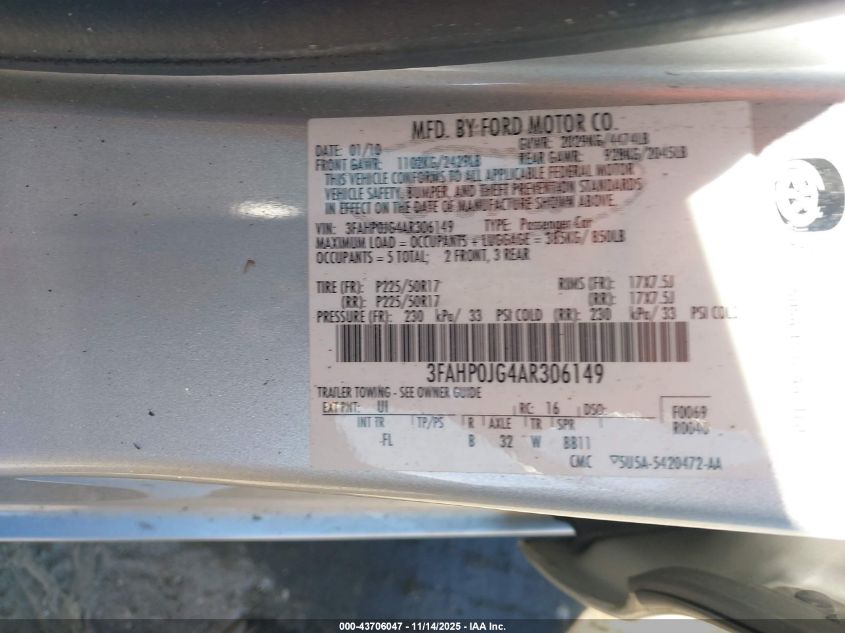 MFD. BY FORD MOTOR CO.
DATE: 01/10 GVWR: 2029KG/4474LB
FRONT GAWR: 1102KG/2429LB REAR GAWR: 928KG/2045LB
THIS VEHICLE CONFORMS TO ALL APPLICABLE FEDERAL MOTOR
VEHICLE SAFETY, BUMPER, AND THEFT PREVENTION STANDARDS
IN EFFECT ON THE DATE OF MANUFACTURE SHOWN ABOVE.
VIN: 3FAHP0JG4AR306149 TYPE: Passenger Car
MAXIMUM LOAD = OCCUPANTS + LUGGAGE = 385KG/ 850LB
OCCUPANTS = 5 TOTAL; 2 FRONT, 3 REAR
TIRE (FR): P225/50R17 RIMS (FR): 17X7.5J
(RR): P225/50R17 (RR): 17X7.5J
PRESSURE (FR): 230 kPa/ 33 PSI COLD (RR): 230 kPa/ 33 PSI COLD
3FAHP0JG4AR306149
TRAILER TOWING - SEE OWNER GUIDE
EXT PNT: UI RC: 16 DSO: F0069
INT TR TP/PS R AXLE TR SPR R0040
-FL B 32 W BB11
CMC 5U5A-5420472-AA
000-43706047 - 11/14/2025 - IAA Inc.